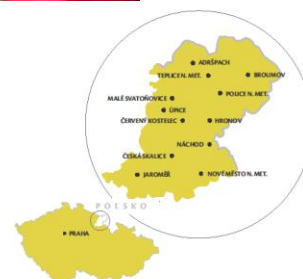 ADRŠPACH
TEPLICE N. MET.
BROUMOV
POLICE N. MET.
MALÉ SVATOŇOVICE
ÚPICE
ČERVENÝ KOSTELEC
HRONOV
NÁCHOD
ČESKÁ SKALICE
JAROMĚŘ
NOVÉ MĚSTO N. MET.
POLSKO
PRAHA